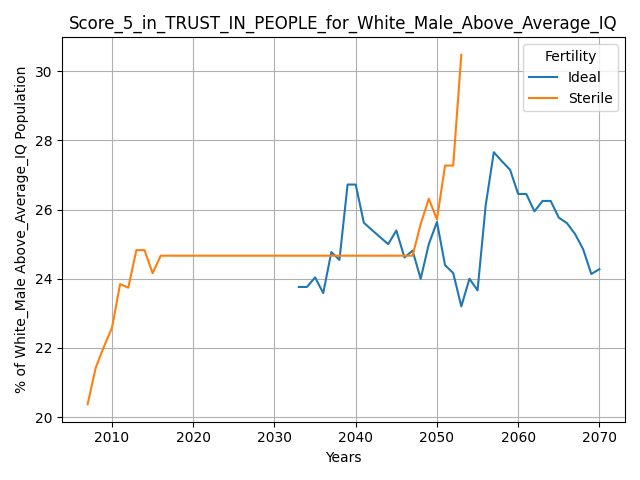 Score_5_in_TRUST_IN_PEOPLE_for_White_Male_Above_Average_IQ
% of White_Male Above_Average_IQ Population
30
28
26
24
22
20
Fertility
Ideal
Sterile
2010 2020 2030 2040 2050 2060 2070
Years